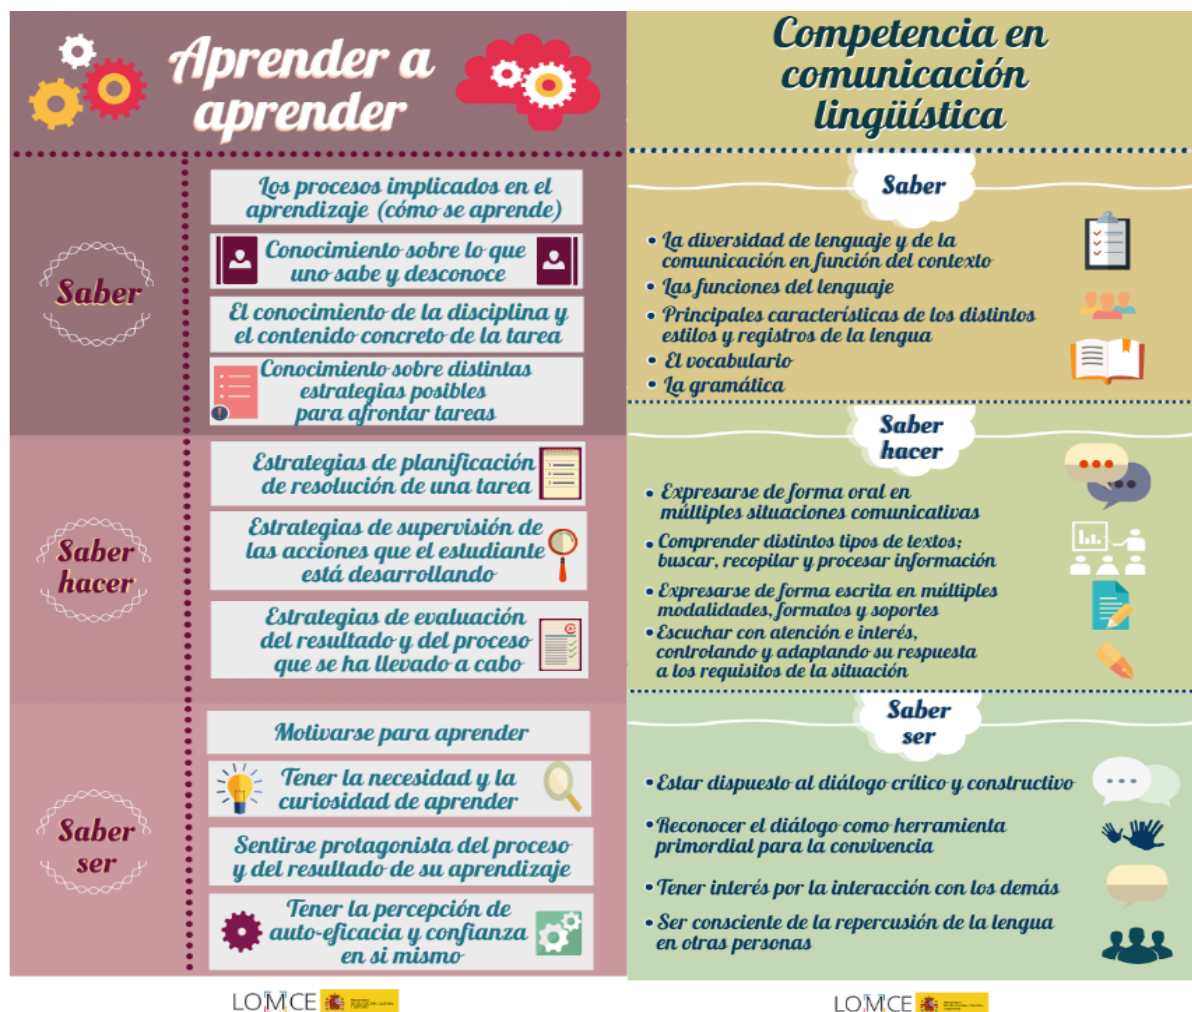 Aprender a
aprender
Saber
Los procesos implicados en el
aprendizaje (cómo se aprende)
Conocimiento sobre lo que
uno sabe y desconoce
El conocimiento de la disciplina y
el contenido concreto de la tarea
Conocimiento sobre distintas
estrategias posibles
para afrontar tareas
Saber
hacer
Estrategias de planificación
de resolución de una tarea
Estrategias de supervisión de
las acciones que el estudiante
está desarrollando
Estrategias de evaluación
del resultado y del proceso
que se ha llevado a cabo
Saber
ser
Motivarse para aprender
Tener la necesidad y la
curiosidad de aprender
Sentirse protagonista del proceso
y del resultado de su aprendizaje
Tener la percepción de
auto-eficacia y confianza
en si mismo
LOMCE
Competencia en
comunicación
lingüística
Saber
• La diversidad de lenguaje y de la
comunicación en función del contexto
• Las funciones del lenguaje
• Principales características de los distintos
estilos y registros de la lengua
• El vocabulario
• La gramática
Saber
hacer
• Expresarse de forma oral en
múltiples situaciones comunicativas
• Comprender distintos tipos de textos;
buscar, recopilar y procesar información
• Expresarse de forma escrita en múltiples
modalidades, formatos y soportes
• Escuchar con atención e interés,
controlando y adaptando su respuesta
a los requisitos de la situación
Saber
ser
• Estar dispuesto al diálogo crítico y constructivo
• Reconocer el diálogo como herramienta
primordial para la convivencia
• Tener interés por la interacción con los demás
• Ser consciente de la repercusión de la lengua
en otras personas
LOMCE